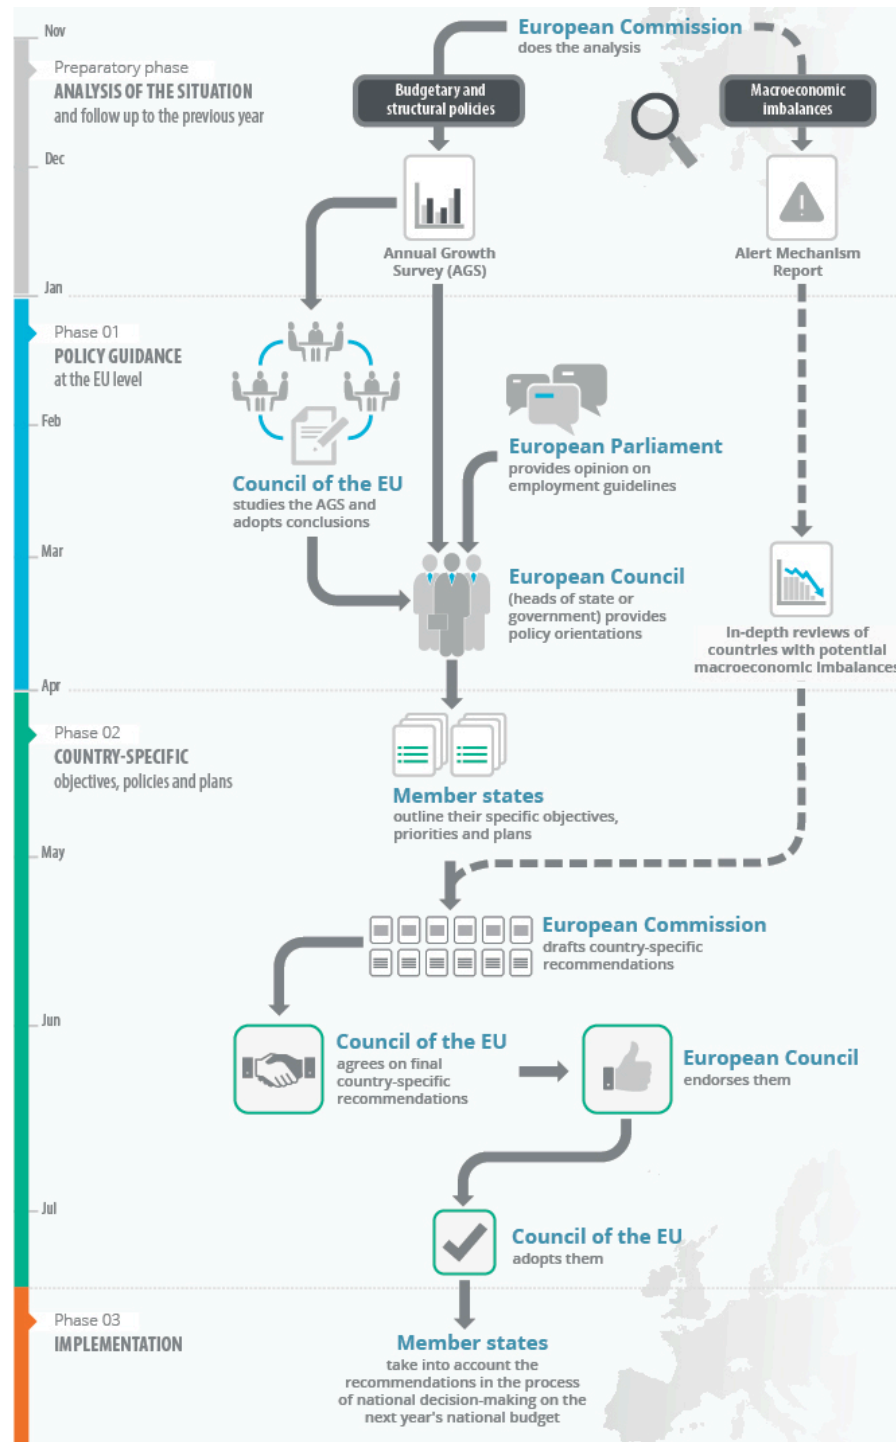 Nov
European Commission
does the analysis
Preparatory phase
ANALYSIS OF THE SITUATION
and follow up to the previous year
Budgetary and
structural policies
Macroeconomic
imbalances
Dec
Annual Growth
Survey (AGS)
Alert Mechanism
Report
Jan
Phase 01
POLICY GUIDANCE
at the EU level
Feb
European Parliament
provides opinion on
employment guidelines
Council of the EU
studies the AGS and
adopts conclusions
Mar
European Council
(heads of state or
government) provides
policy orientations
In-depth reviews of
countries with potential
macroeconomic imbalances
Apr
Phase 02
COUNTRY-SPECIFIC
objectives, policies and plans
Member states
outline their specific objectives,
priorities and plans
May
European Commission
drafts country-specific
recommendations
Jun
Council of the EU
agrees on final
country-specific
recommendations
European Council
endorses them
Jul
Council of the EU
adopts them
Phase 03
IMPLEMENTATION
Member states
take into account the
recommendations in the process
of national decision-making on the
next year's national budget